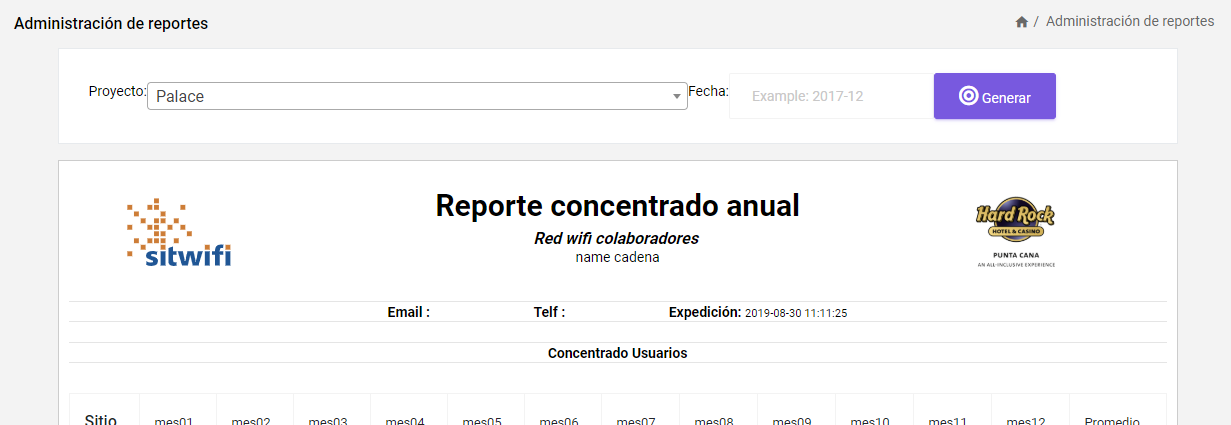 Administración de reportes
/ Administración de reportes
Proyecto: Palace Fecha: Example: 2017-12 Generar
Reporte concentrado anual
Red wifi colaboradores
name cadena
sitwifi
Hard Rock
HOTEL & CASINO
PUNTA CANA
AN ALL-INCLUSIVE EXPERIENCE
Email : Telf : Expedición: 2019-08-30 11:11:25
Concentrado Usuarios
Sitio mes01 mes02 mes03 mes04 mes05 mes06 mes07 mes08 mes09 mes10 mes11 mes12 Promedio